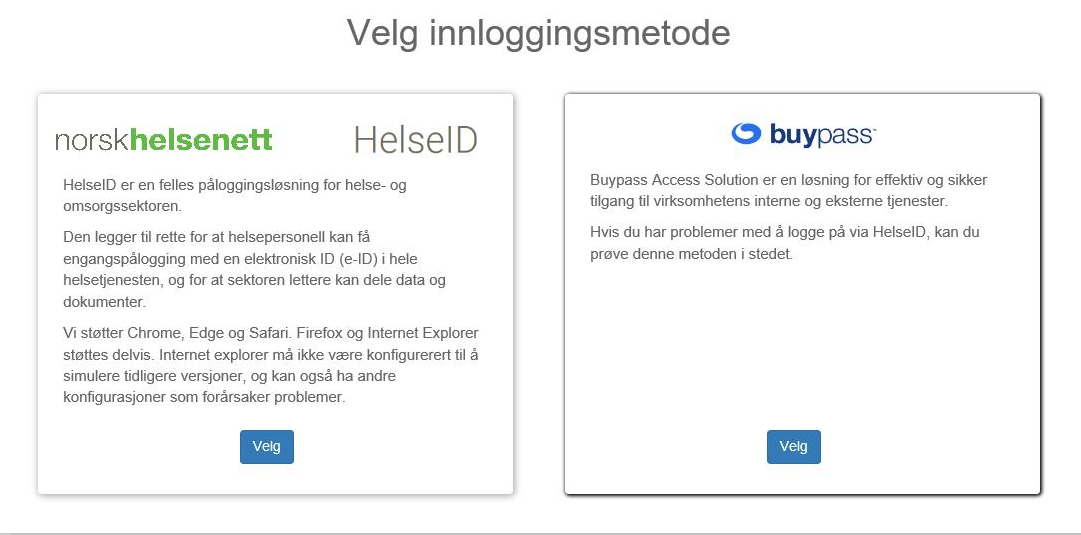 Velg innloggingsmetode
norskhelsenett
HelseID
HelseID er en felles påloggingsløsning for helse- og
omsorgssektoren.
Den legger til rette for at helsepersonell kan få
engangspålogging med en elektronisk ID (e-ID) i hele
helsetjenesten, og for at sektoren lettere kan dele data og
dokumenter.
Vi støtter Chrome, Edge og Safari. Firefox og Internet Explorer
støttes delvis. Internet explorer må ikke være konfigurerert til å
simulere tidligere versjoner, og kan også ha andre
konfigurasjoner som forårsaker problemer.
Velg
buypass
Buypass Access Solution er en løsning for effektiv og sikker
tilgang til virksomhetens interne og eksterne tjenester.
Hvis du har problemer med å logge på via HelseID, kan du
prøve denne metoden i stedet.
Velg